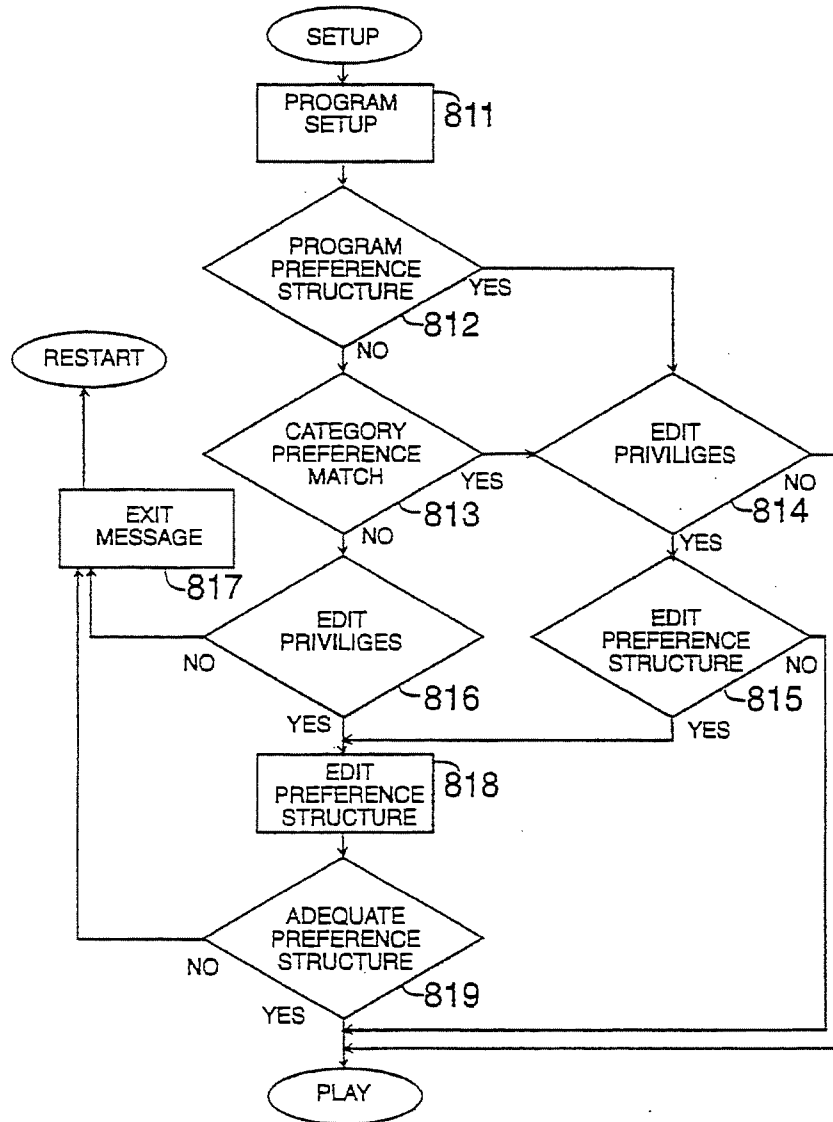 SETUP
PROGRAM
SETUP
811
PROGRAM
PREFERENCE
STRUCTURE
YES
812
NO
RESTART
CATEGORY
PREFERENCE
MATCH
YES
813
NO
EDIT
PRIVILIGES
NO
814
YES
EXIT
MESSAGE
817
EDIT
PRIVILIGES
NO
816
YES
EDIT
PREFERENCE
STRUCTURE
NO
815
YES
EDIT
PREFERENCE
STRUCTURE
818
ADEQUATE
PREFERENCE
STRUCTURE
NO
819
YES
PLAY